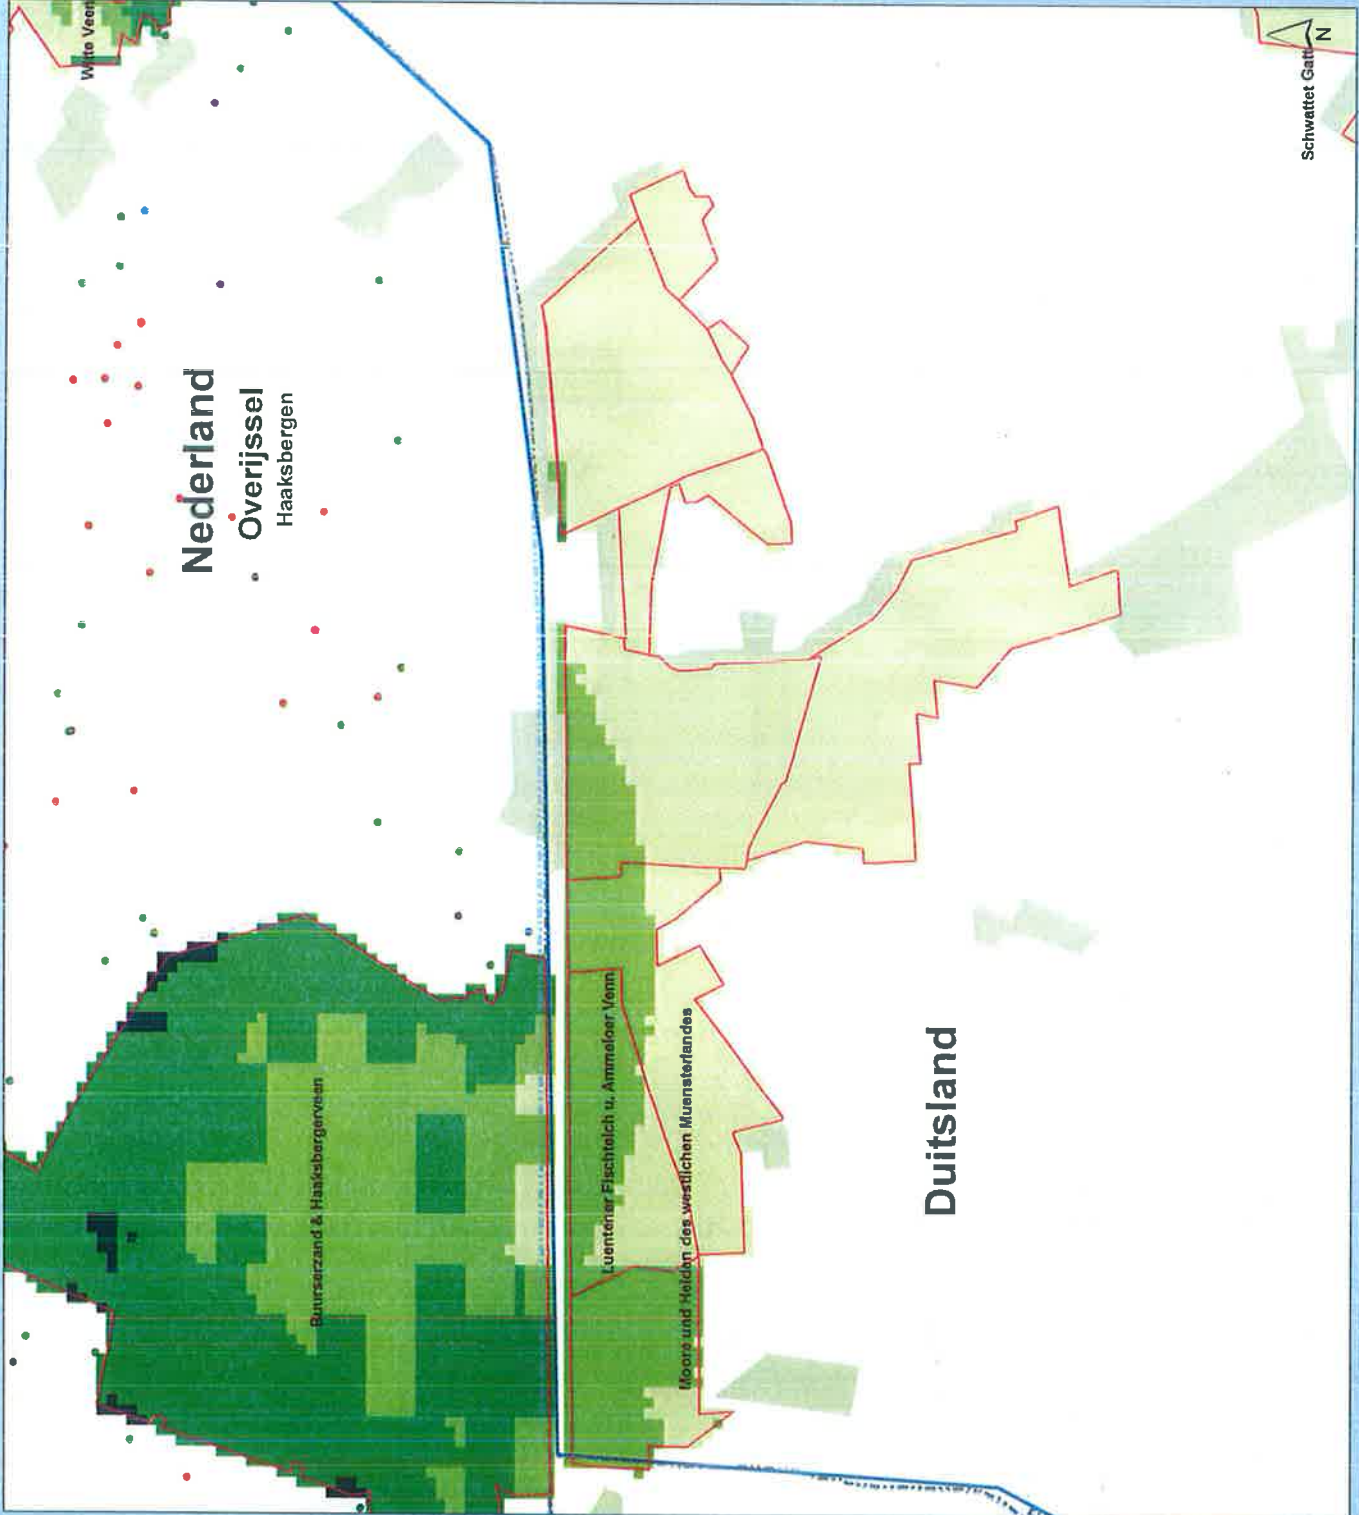 Witte Veen
Nederland
Overijssel
Haaksbergen
Buurserzand & Haaksbergerveen
Luentener Fischteich u. Ammeloer Venn
Moore und Heiden des westlichen Muensterlandes
Duitsland
Schwattet Gatt
N